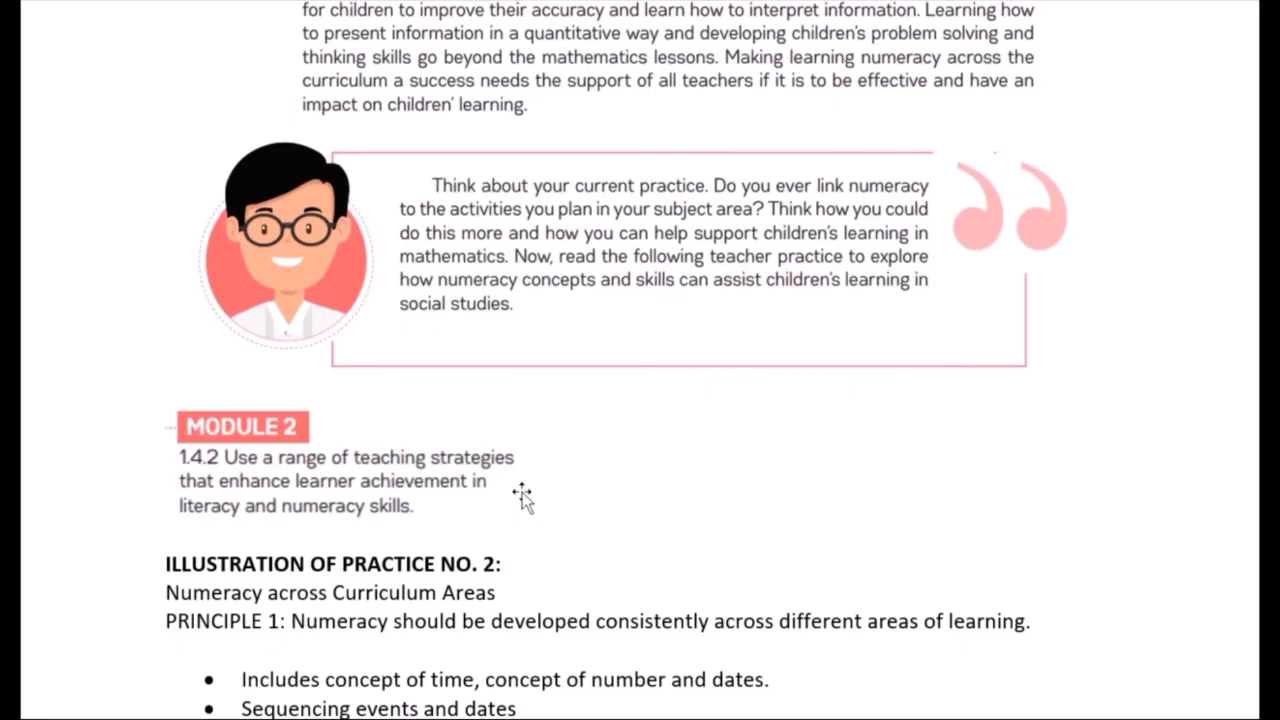 for children to improve their accuracy and learn how to interpret information. Learning how
to present information in a quantitative way and developing children's problem solving and
thinking skills go beyond the mathematics lessons. Making learning numeracy across the
curriculum a success needs the support of all teachers if it is to be effective and have an
impact on children' learning.
Think about your current practice. Do you ever link numeracy
to the activities you plan in your subject area? Think how you could
do this more and how you can help support children's learning in
mathematics. Now, read the following teacher practice to explore
how numeracy concepts and skills can assist children's learning in
social studies.
MODULE 2
1.4.2 Use a range of teaching strategies
that enhance learner achievement in
literacy and numeracy skills.
ILLUSTRATION OF PRACTICE NO. 2:
Numeracy across Curriculum Areas
PRINCIPLE 1: Numeracy should be developed consistently across different areas of learning.
• Includes concept of time, concept of number and dates.
• Sequencing events and dates